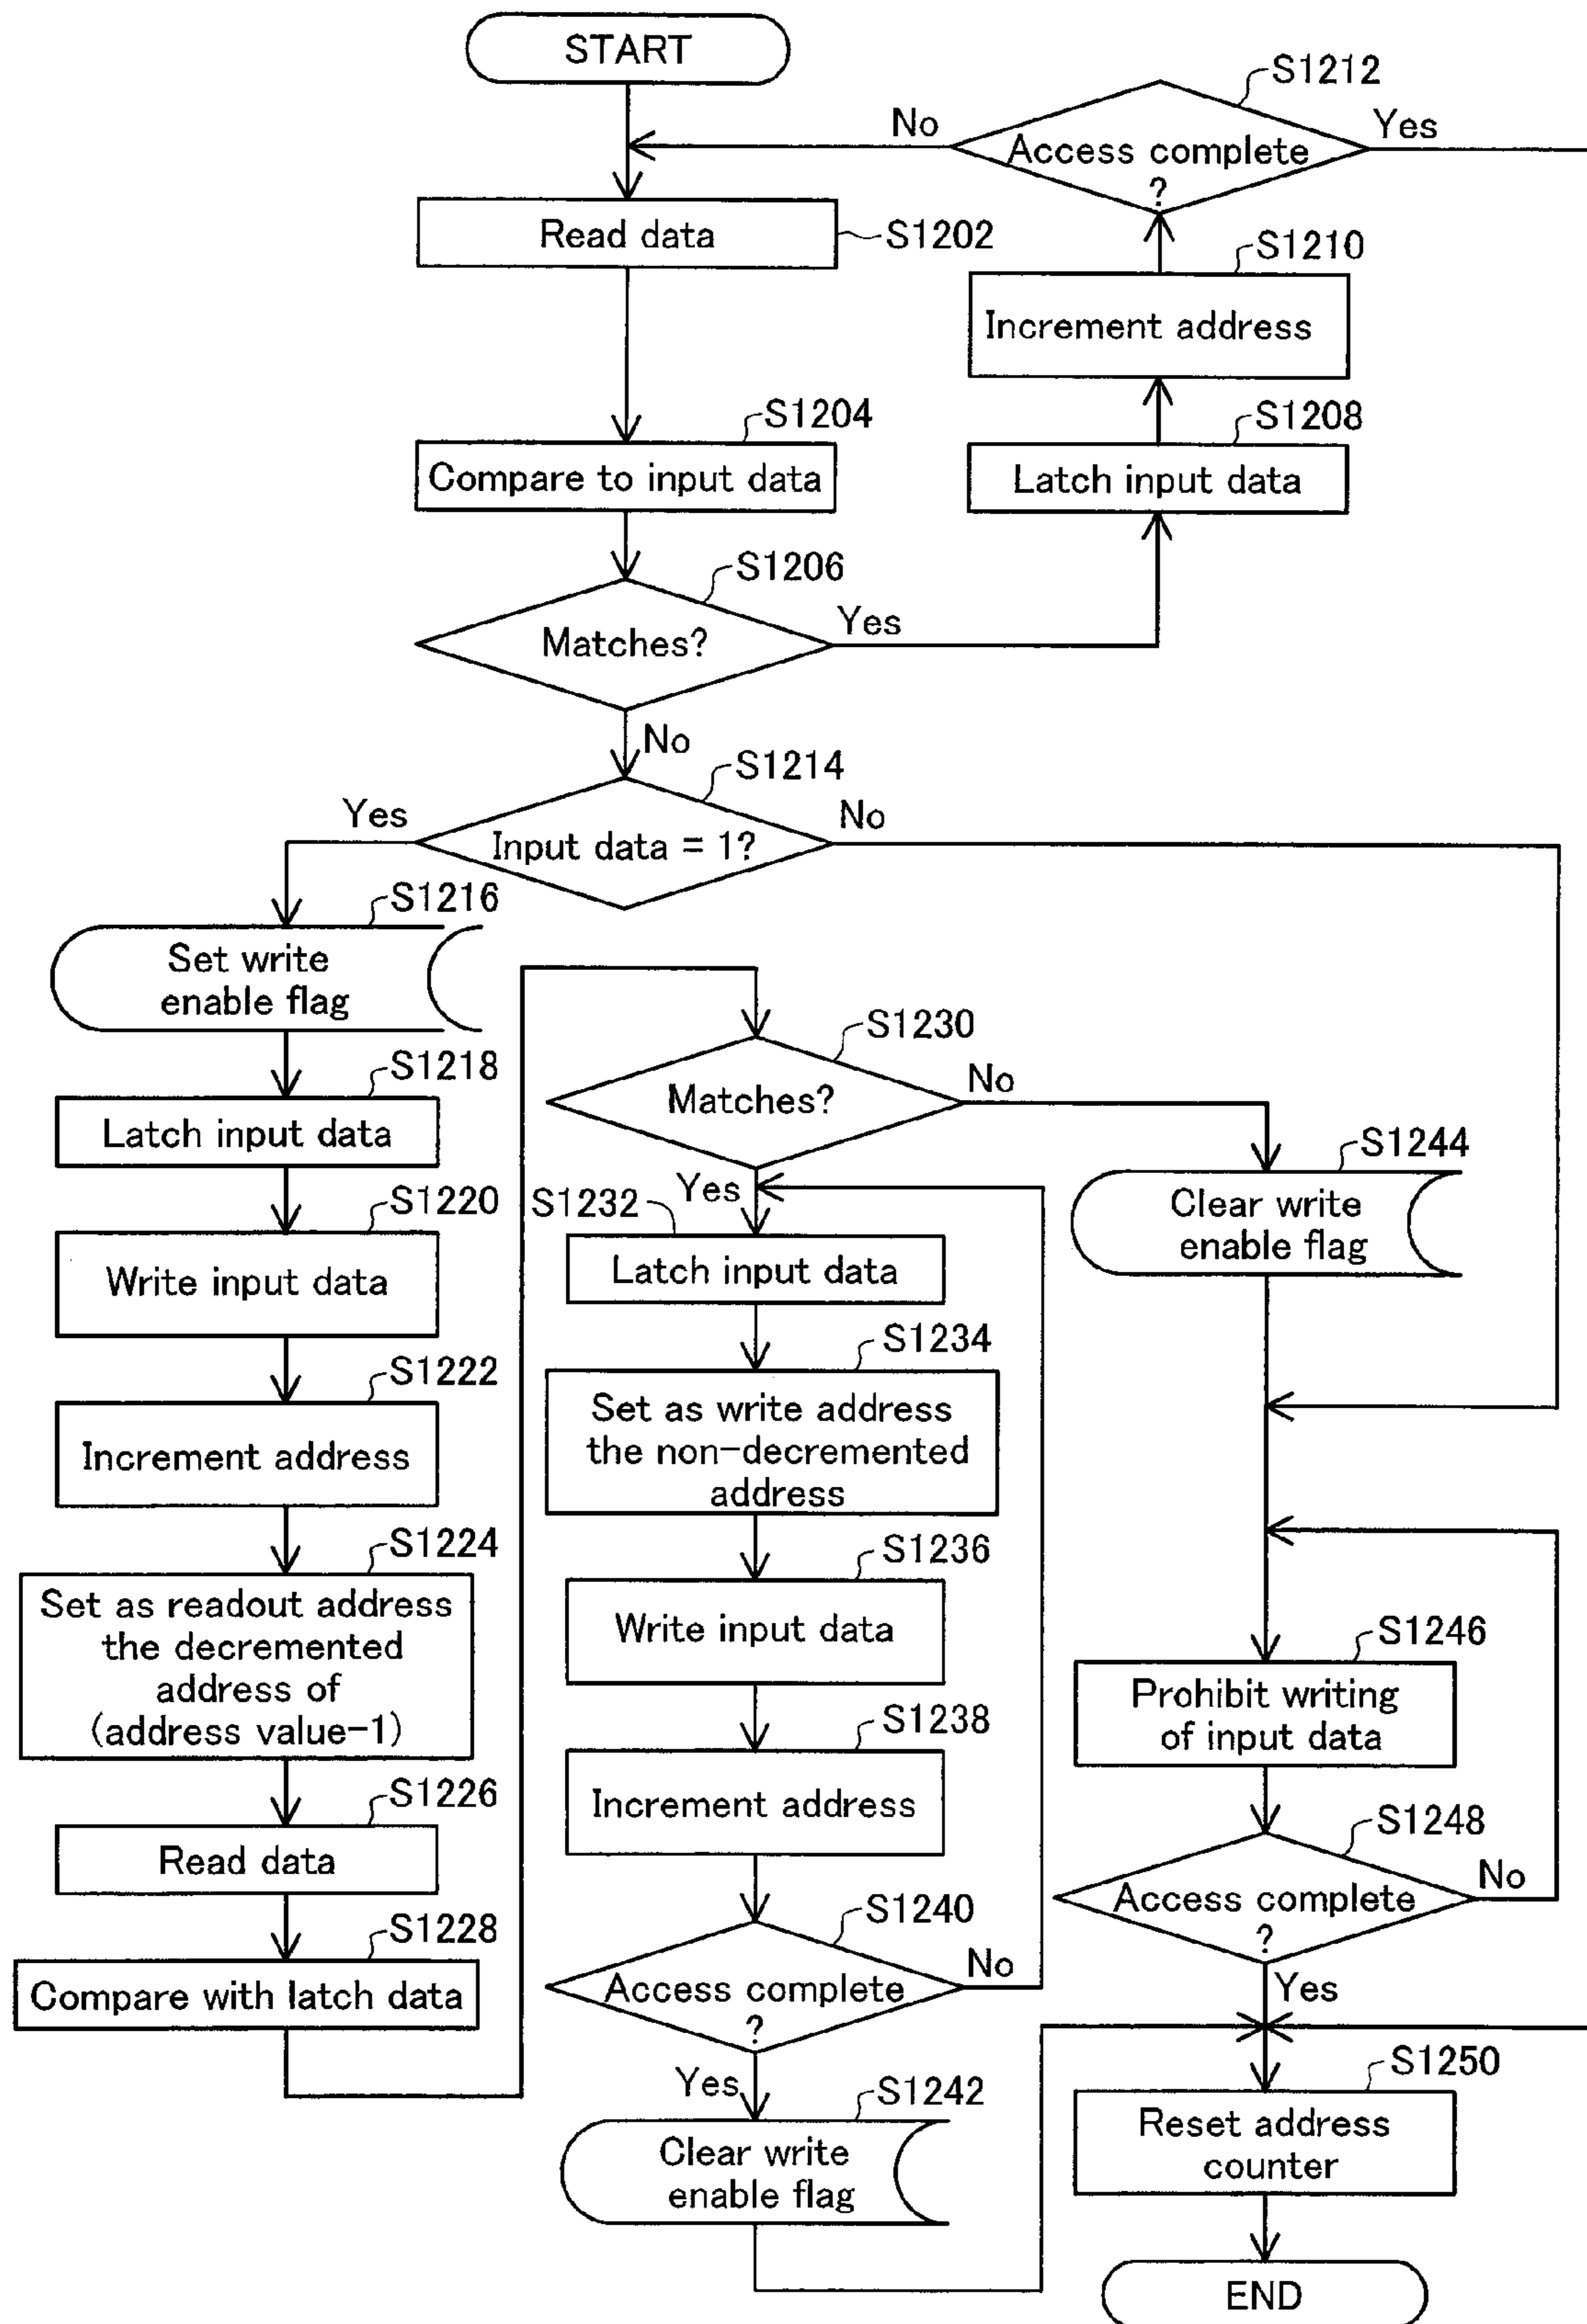 START
S1212
No
Yes
Access complete
?
Read data
S1202
S1210
Increment address
S1204
Compare to input data
S1208
Latch input data
S1206
Matches?
Yes
No
S1214
Yes
Input data = 1?
No
S1216
Set write
enable flag
S1218
Latch input data
S1220
Write input data
S1222
Increment address
S1224
Set as readout address
the decremented
address of
(address value-1)
S1226
Read data
S1228
Compare with latch data
S1230
Matches?
No
Yes
S1232
Latch input data
S1234
Set as write address
the non-decremented
address
S1236
Write input data
S1238
Increment address
S1240
Access complete
?
No
Yes
S1242
Clear write
enable flag
S1244
Clear write
enable flag
S1246
Prohibit writing
of input data
S1248
Access complete
?
No
Yes
S1250
Reset address
counter
END